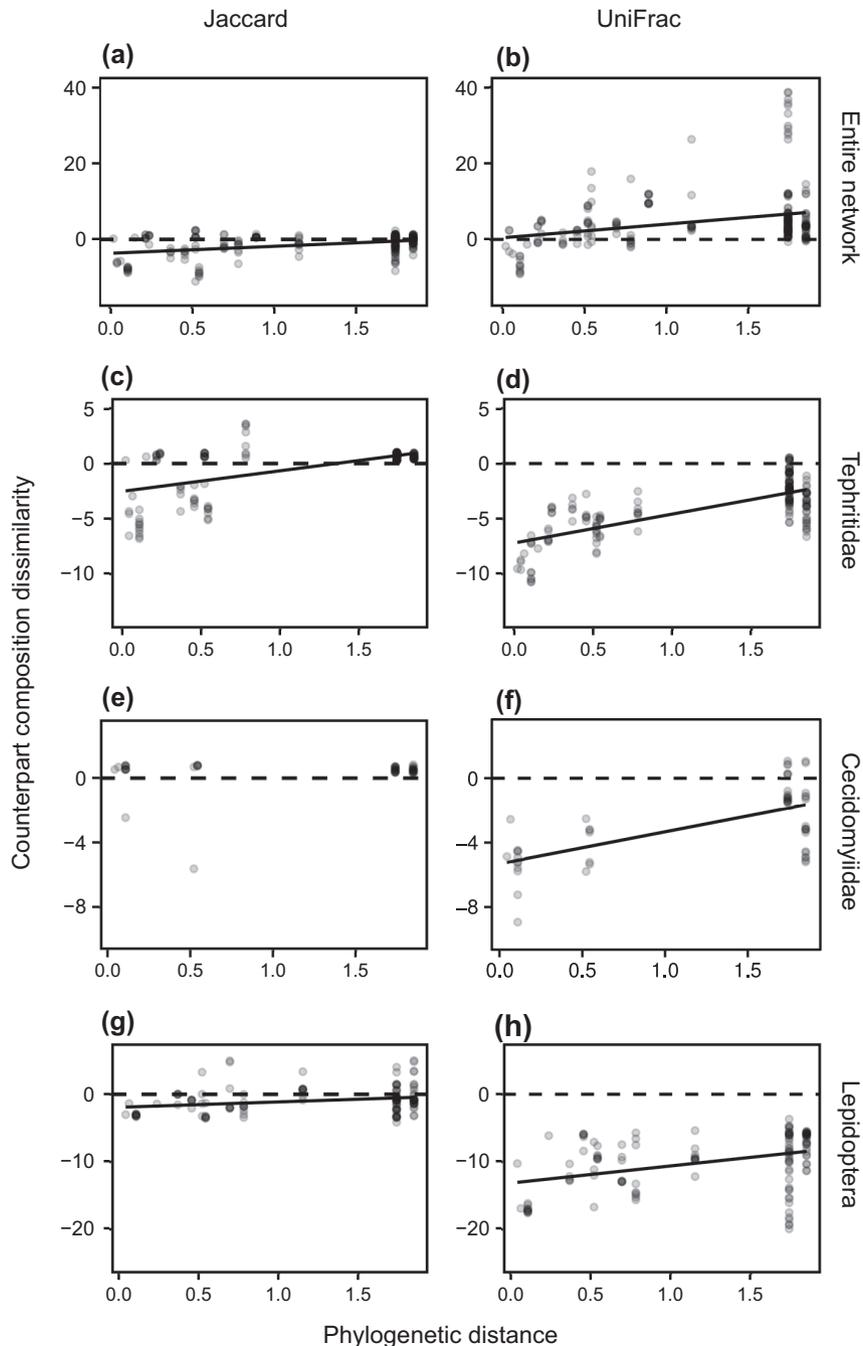 Jaccard
UniFrac
(a)
40
20
0
0.0 0.5 1.0 1.5
(b)
40
20
0
0.0 0.5 1.0 1.5
Entire network
(c)
5
0
−5
−10
0.0 0.5 1.0 1.5
(d)
5
0
−5
−10
0.0 0.5 1.0 1.5
Tephritidae
(e)
0
−4
−8
0.0 0.5 1.0 1.5
(f)
0
−4
−8
0.0 0.5 1.0 1.5
Cecidomyiidae
(g)
0
−10
−20
0.0 0.5 1.0 1.5
(h)
0
−10
−20
0.0 0.5 1.0 1.5
Lepidoptera
Counterpart composition dissimilarity
Phylogenetic distance